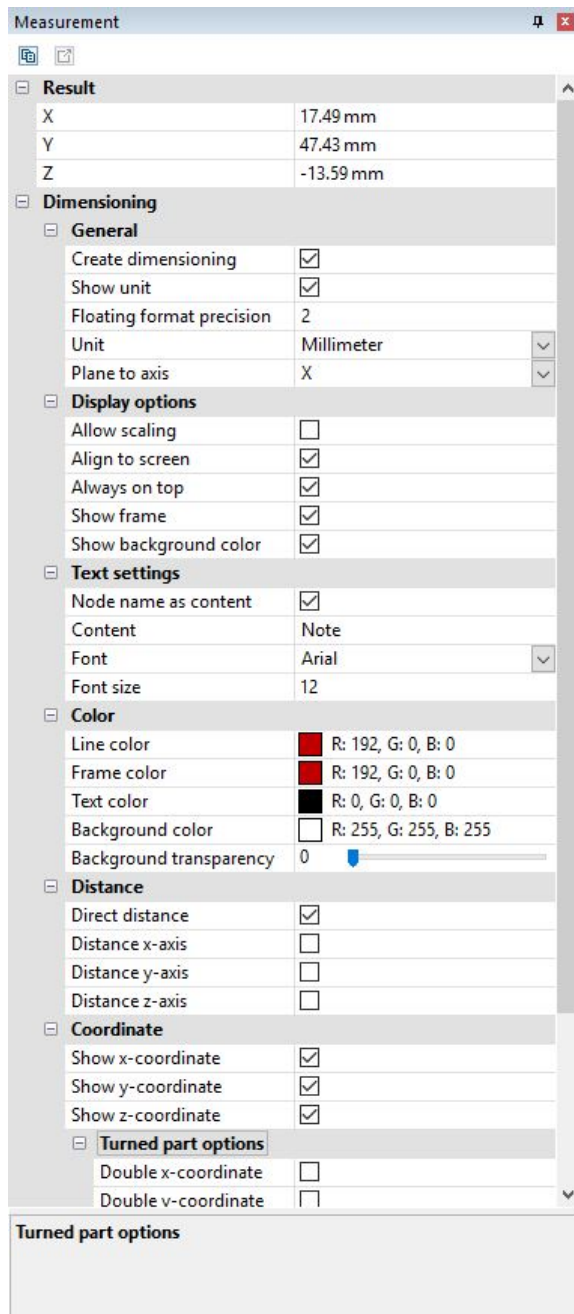 Measurement
Result
X 17.49 mm
Y 47.43 mm
Z -13.59 mm
Dimensioning
General
Create dimensioning
Show unit
Floating format precision 2
Unit Millimeter
Plane to axis X
Display options
Allow scaling
Align to screen
Always on top
Show frame
Show background color
Text settings
Node name as content
Content Note
Font Arial
Font size 12
Color
Line color R: 192, G: 0, B: 0
Frame color R: 192, G: 0, B: 0
Text color R: 0, G: 0, B: 0
Background color R: 255, G: 255, B: 255
Background transparency 0
Distance
Direct distance
Distance x-axis
Distance y-axis
Distance z-axis
Coordinate
Show x-coordinate
Show y-coordinate
Show z-coordinate
Turned part options
Double x-coordinate
Double y-coordinate
Turned part options